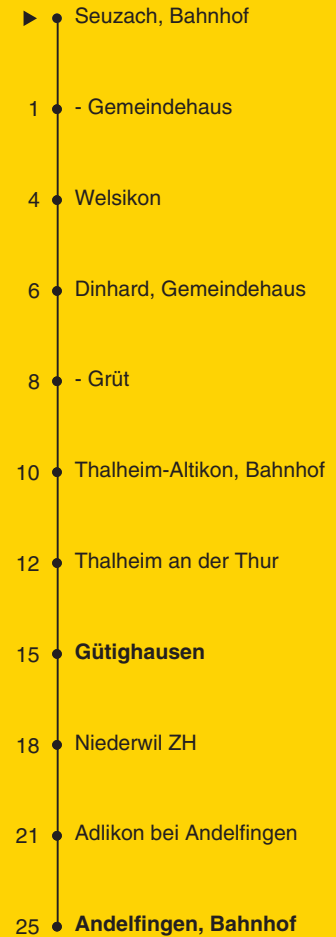 Seuzach, Bahnhof
1 - Gemeindehaus
4 Welsikon
6 Dinhard, Gemeindehaus
8 - Grüt
10 Thalheim-Altikon, Bahnhof
12 Thalheim an der Thur
15 Gütighausen
18 Niederwil ZH
21 Adlikon bei Andelfingen
25 Andelfingen, Bahnhof